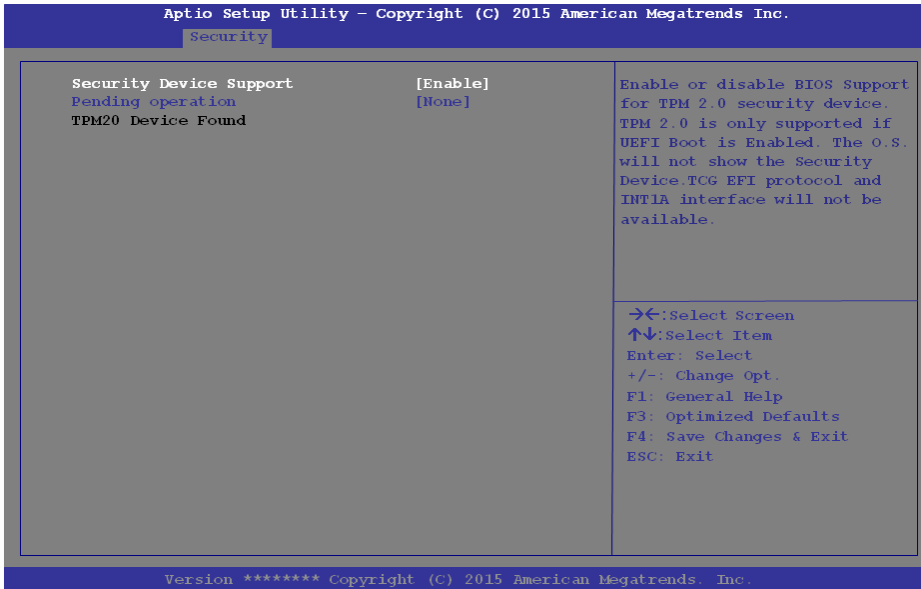 Aptio Setup Utility – Copyright (C) 2015 American Megatrends Inc.
Security
Security Device Support [Enable]
Pending operation [None]
TPM20 Device Found
Enable or disable BIOS Support
for TPM 2.0 security device.
TPM 2.0 is only supported if
UEFI Boot is Enabled. The O.S.
will not show the Security
Device.TCG EFI protocol and
INT1A interface will not be
available.
→←:Select Screen
↑↓:Select Item
Enter: Select
+/-: Change Opt.
F1: General Help
F3: Optimized Defaults
F4: Save Changes & Exit
ESC: Exit
Version ******** Copyright (C) 2015 American Megatrends. Inc.